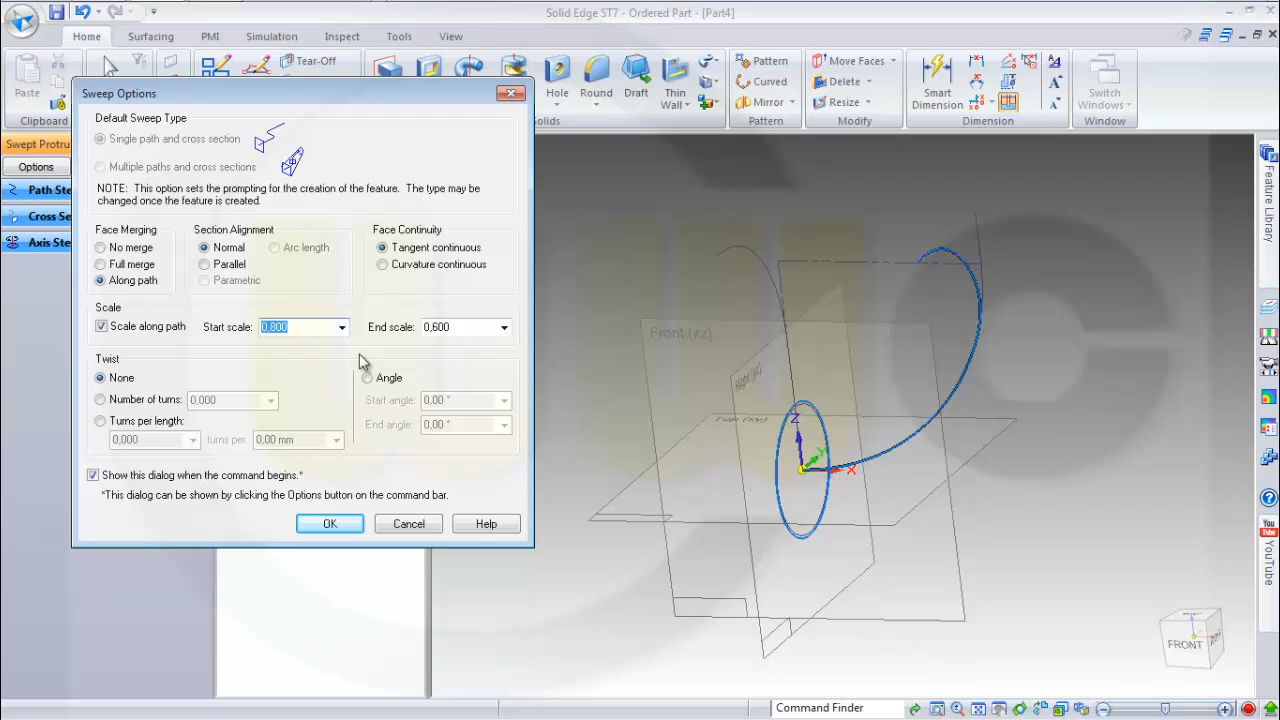 Solid Edge ST7 - Ordered Part - [Part4]
Home Surfacing PMI Simulation Inspect Tools View
Paste
Clipboard
Tear-Off
Hole Round Draft Thin Wall
Pattern
Curved
Mirror
Pattern
Move Faces
Delete
Resize
Modify
Smart Dimension
Dimension
Switch Windows
Window
Sweep Options
Default Sweep Type
Single path and cross section
Multiple paths and cross sections
NOTE: This option sets the prompting for the creation of the feature. The type may be
changed once the feature is created.
Face Merging Section Alignment Face Continuity
No merge Normal Arc length Tangent continuous
Full merge Parallel Curvature continuous
Along path Parametric
Scale
Scale along path Start scale: 0,800 End scale: 0,600
Twist
None Angle
Number of turns: 0,000 Start angle: 0,00 °
Turns per length: End angle: 0,00 °
0,000 turns per 0,00 mm
Show this dialog when the command begins.*
*This dialog can be shown by clicking the Options button on the command bar.
OK Cancel Help
Swept Protru
Options
Path Ste
Cross Se
Axis Ste
Front (xz)
Top (xy)
Z
Y
X
FRONT
Feature Library
You Tube
YouTube
Command Finder